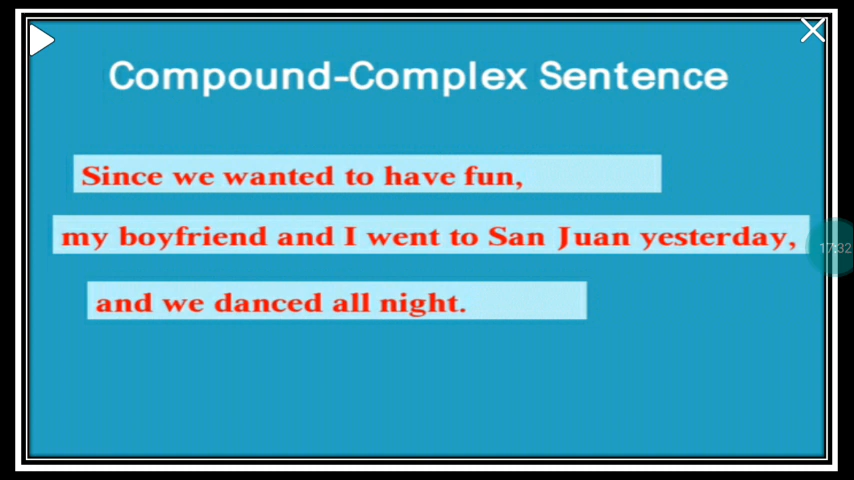 Compound-Complex Sentence
Since we wanted to have fun,
my boyfriend and I went to San Juan yesterday,
17:32
and we danced all night.